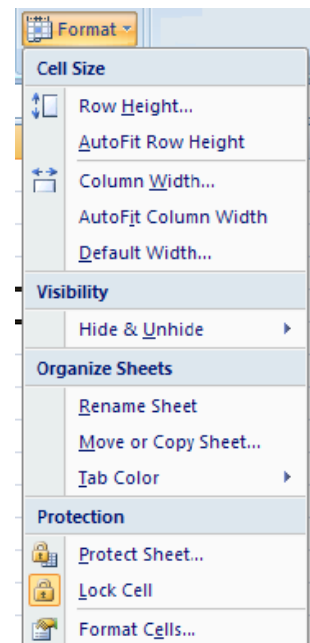 Format
Cell Size
Row Height...
AutoFit Row Height
Column Width...
AutoFit Column Width
Default Width...
Visibility
Hide & Unhide
Organize Sheets
Rename Sheet
Move or Copy Sheet...
Tab Color
Protection
Protect Sheet...
Lock Cell
Format Cells...